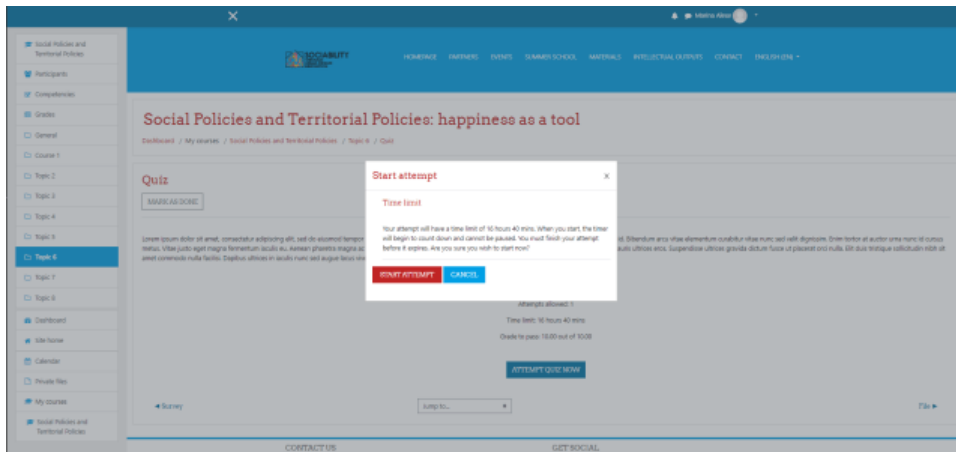 Social Policies and
Territorial Policies
Participants
Competencies
Grades
General
Course 1
Topic 2
Topic 3
Topic 4
Topic 5
Topic 6
Topic 7
Topic 8
Dashboard
Site home
Calendar
Private files
My courses
Social Policies and
Territorial Policies
SOCIABILITY
HOMEPAGE PARTNERS EVENTS SUMMER SCHOOL MATERIALS INTELLECTUAL OUTPUTS CONTACT ENGLISH (EN)
Social Policies and Territorial Policies: happiness as a tool
Dashboard / My courses / Social Policies and Territorial Policies / Topic 6 / Quiz
Quiz
MARK AS DONE
Start attempt ×
Time limit
Your attempt will have a time limit of 16 hours 40 mins. When you start, the timer
will begin to count down and cannot be paused. You must finish your attempt
before it expires. Are you sure you wish to start now?
START ATTEMPT CANCEL
Attempts allowed: 1
Time limit: 16 hours 40 mins
Grade to pass: 10.00 out of 10.00
ATTEMPT QUIZ NOW
◄ Survey Jump to... File ►
CONTACT US GET SOCIAL